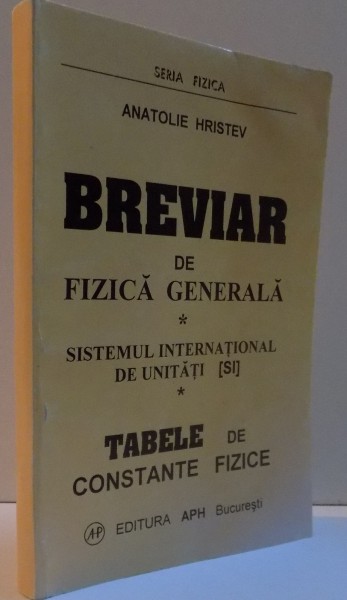 SERIA FIZICA
ANATOLIE HRISTEV
BREVIAR
DE
FIZICĂ GENERALĂ
*
SISTEMUL INTERNAȚIONAL
DE UNITĂȚI [SI]
*
TABELE DE
CONSTANTE FIZICE
AP EDITURA APH București